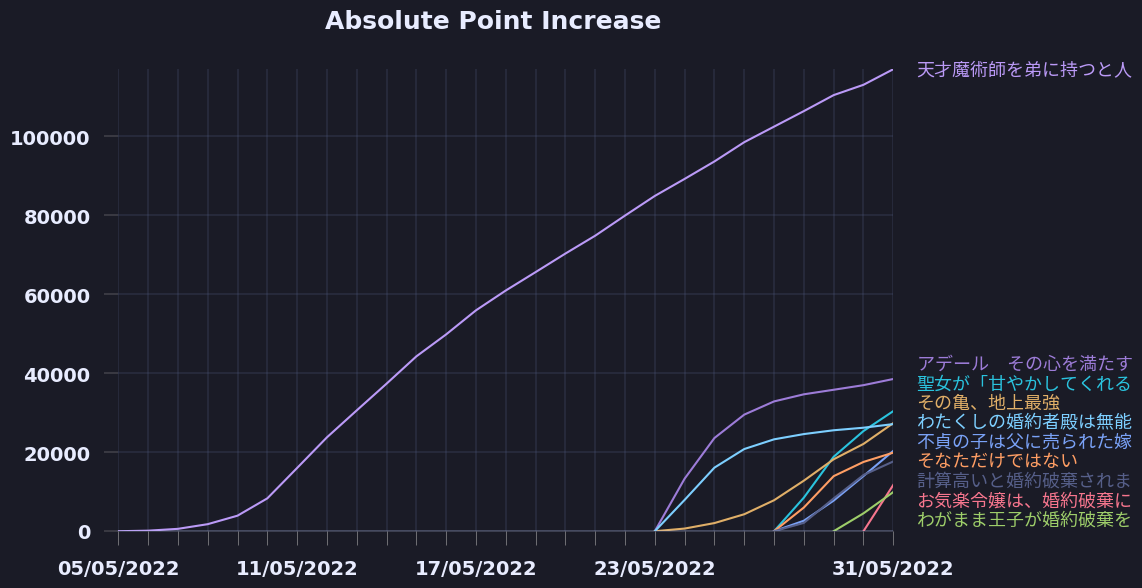 Absolute Point Increase
天才魔術師を弟に持つと人
100000
80000
60000
40000
20000
0
アデール　その心を満たす
聖女が「甘やかしてくれる
その亀、地上最強
わたくしの婚約者殿は無能
不貞の子は父に売られた嫁
そなただけではない
計算高いと婚約破棄されま
お気楽令嬢は、婚約破棄に
わがまま王子が婚約破棄を
05/05/2022
11/05/2022
17/05/2022
23/05/2022
31/05/2022